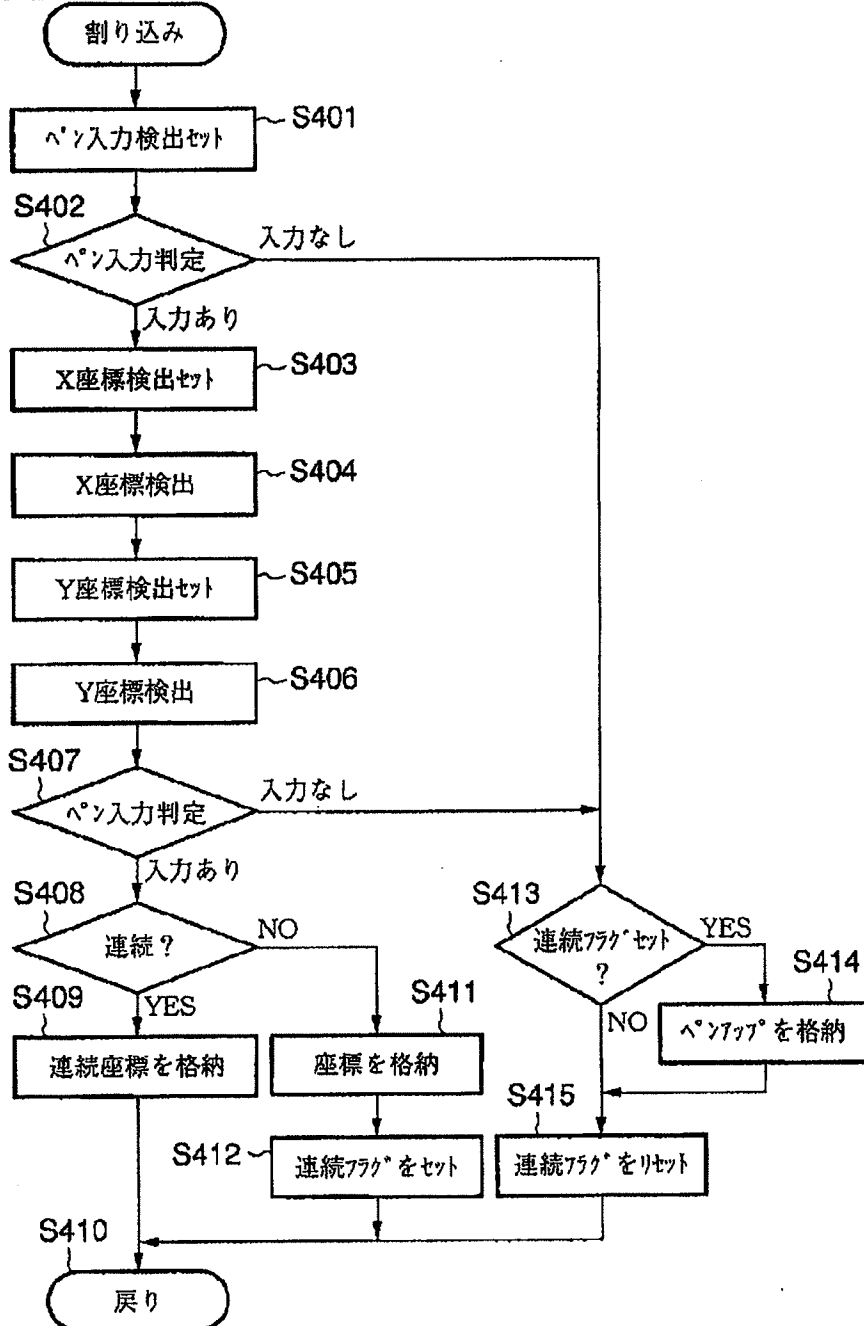 割り込み
ペン入力検出セット
S401
S402
ペン入力判定
入力なし
入力あり
X座標検出セット
S403
X座標検出
S404
Y座標検出セット
S405
Y座標検出
S406
S407
ペン入力判定
入力なし
入力あり
S408
連続?
NO
YES
S409
連続座標を格納
S411
座標を格納
S412
連続フラグをセット
S413
連続フラグセット
?
YES
NO
S414
ペンアップを格納
S415
連続フラグをリセット
S410
戻り